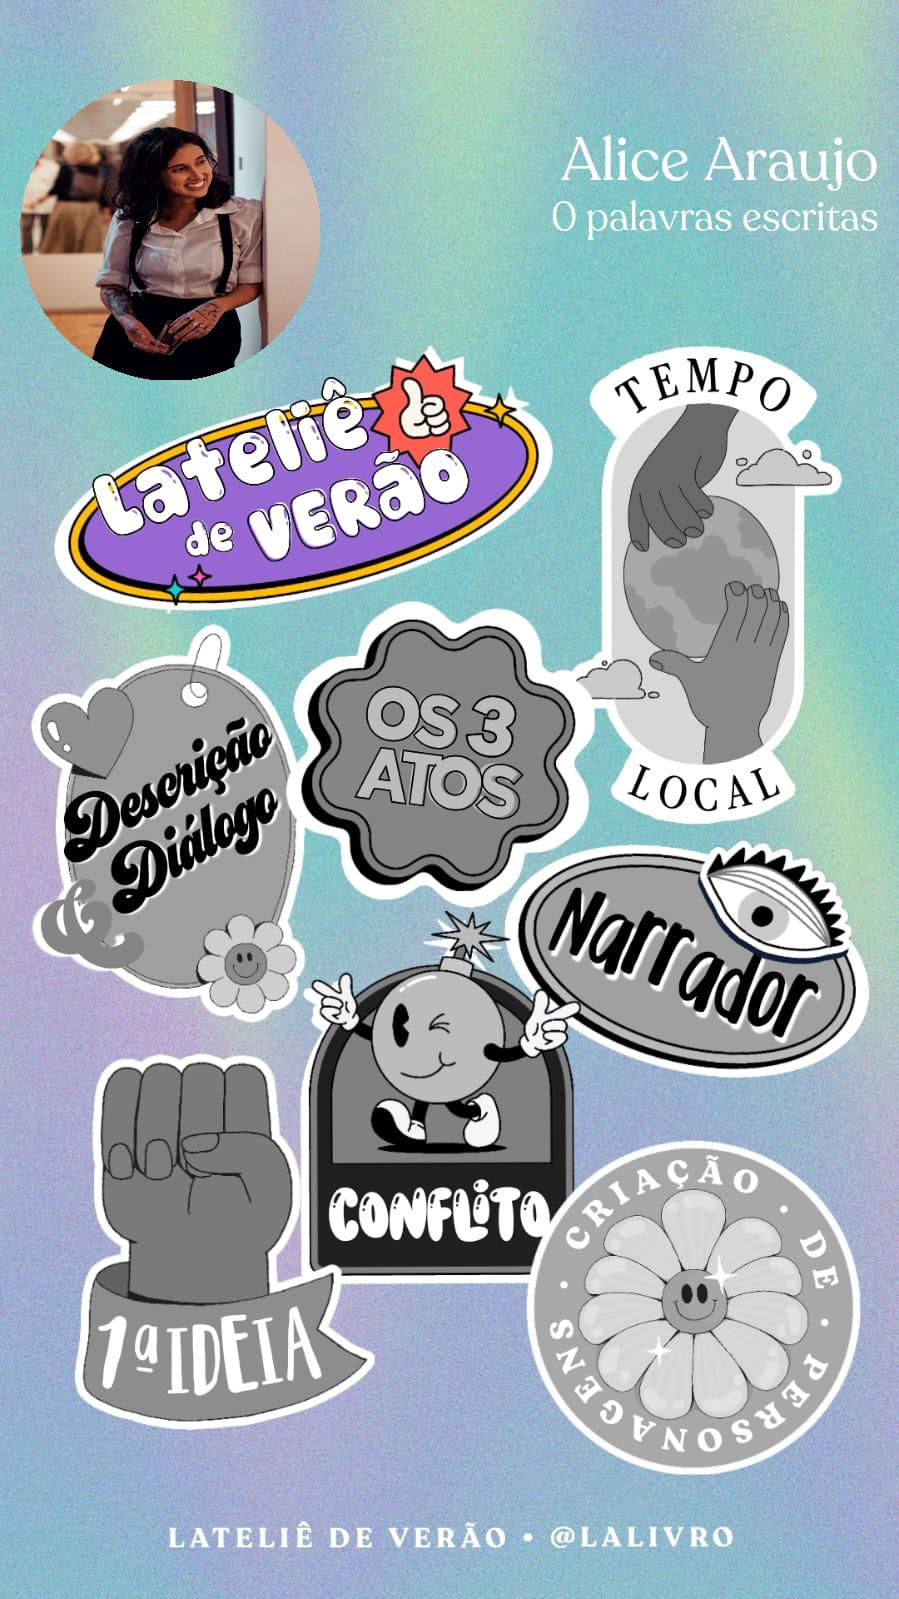 Alice Araujo
0 palavras escritas
Lateliê
de VERÃO
TEMPO
LOCAL
OS 3
ATOS
Descrição
Diálogo
&
Narrador
CONFLITO
1ª IDEIA
CRIAÇÃO · DE · PERSONAGENS ·
LATELIÊ DE VERÃO • @LALIVRO